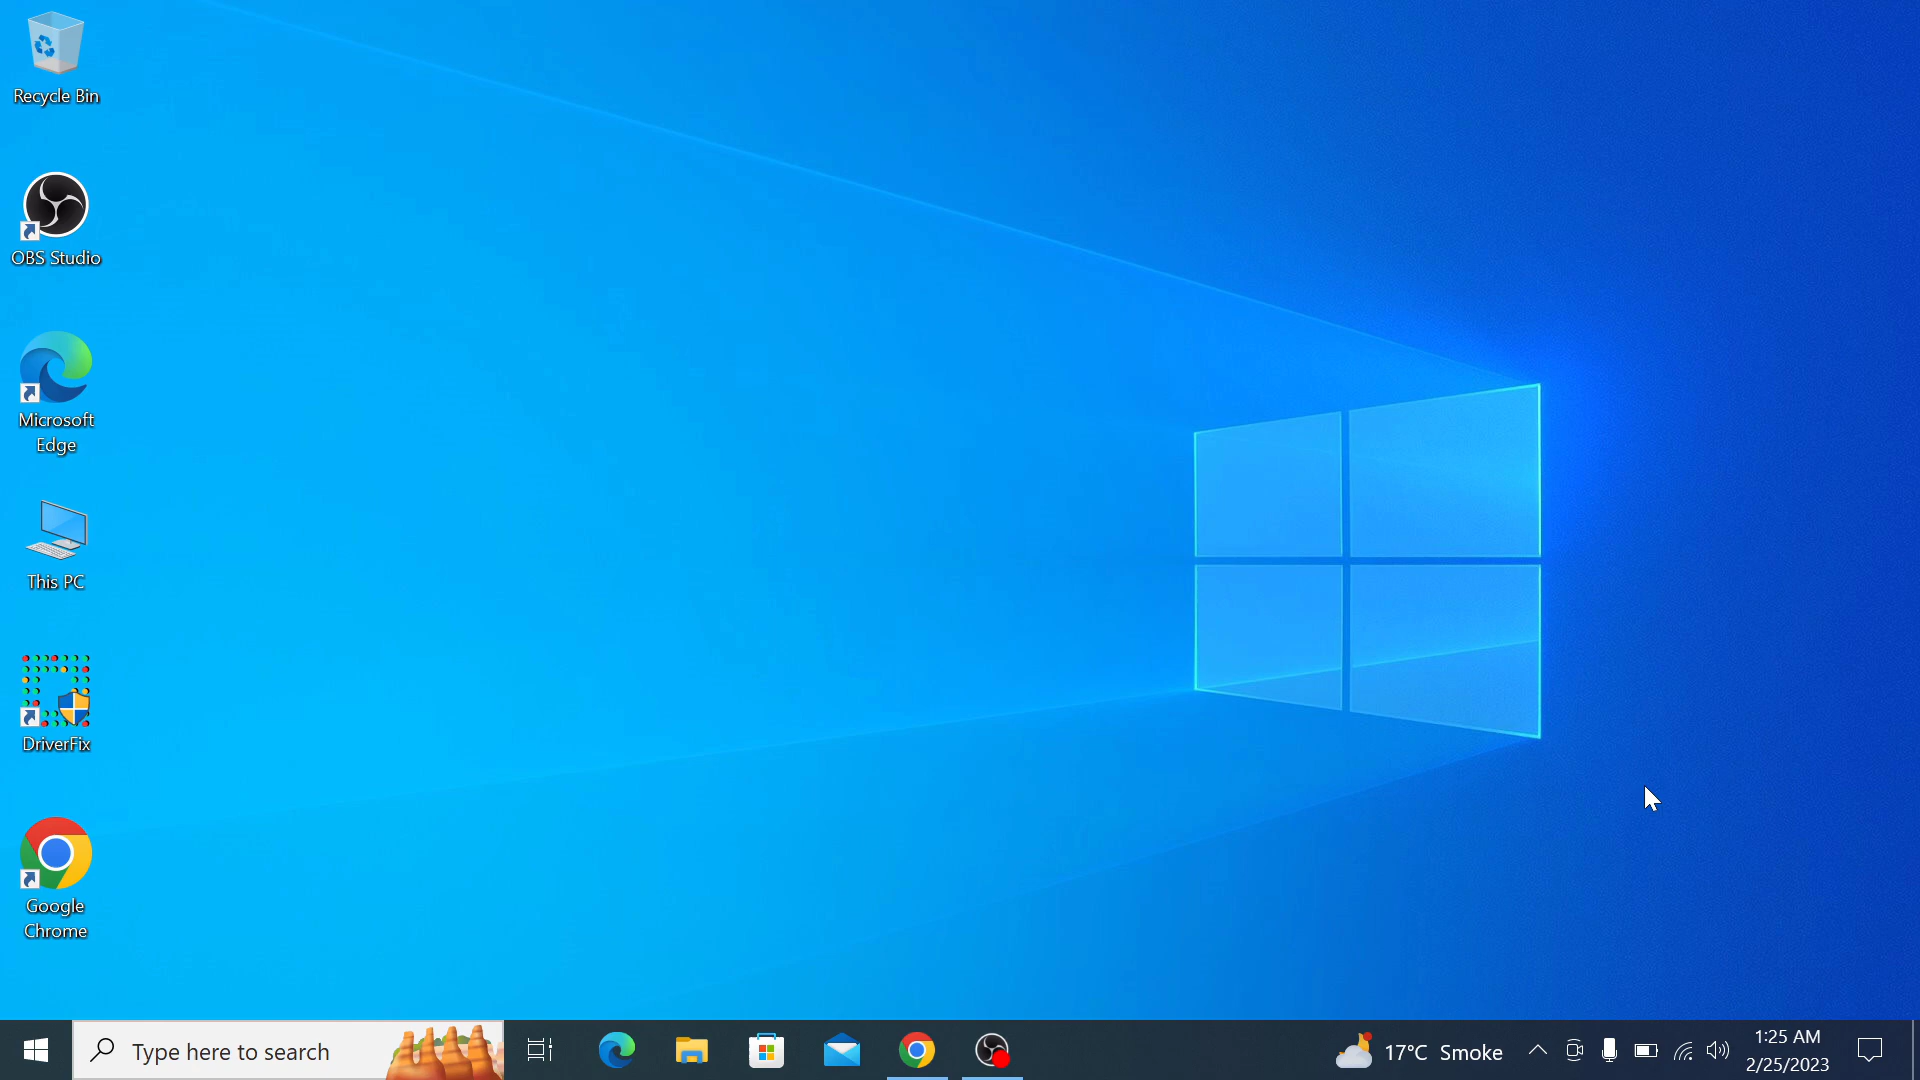 Recycle Bin
OBS Studio
Microsoft
Edge
This PC
DriverFix
Google
Chrome
Type here to search
17°C Smoke
1:25 AM
2/25/2023